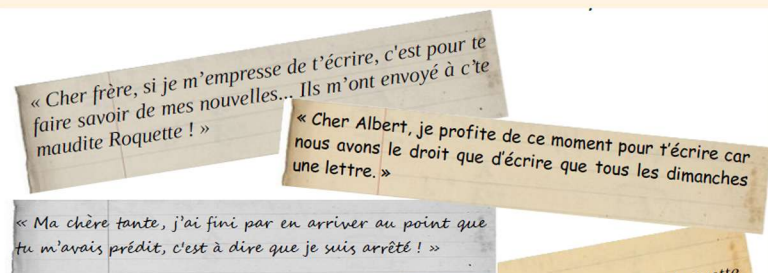 « Cher frère, si je m’empresse de t’écrire, c'est pour te
faire savoir de mes nouvelles... Ils m’ont envoyé à c’te
maudite Roquette ! »
« Cher Albert, je profite de ce moment pour t’écrire car
nous avons le droit que d’écrire que tous les dimanches
une lettre. »
« Ma chère tante, j’ai fini par en arriver au point que
tu m’avais prédit, c'est à dire que je suis arrêté ! »